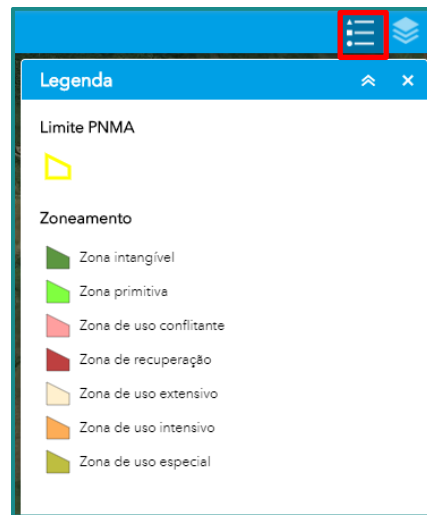 Legenda
Limite PNMA
Zoneamento
Zona intangível
Zona primitiva
Zona de uso conflitante
Zona de recuperação
Zona de uso extensivo
Zona de uso intensivo
Zona de uso especial